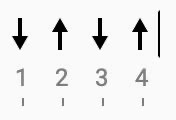 ↓ ↑ ↓ ↑
1 2 3 4